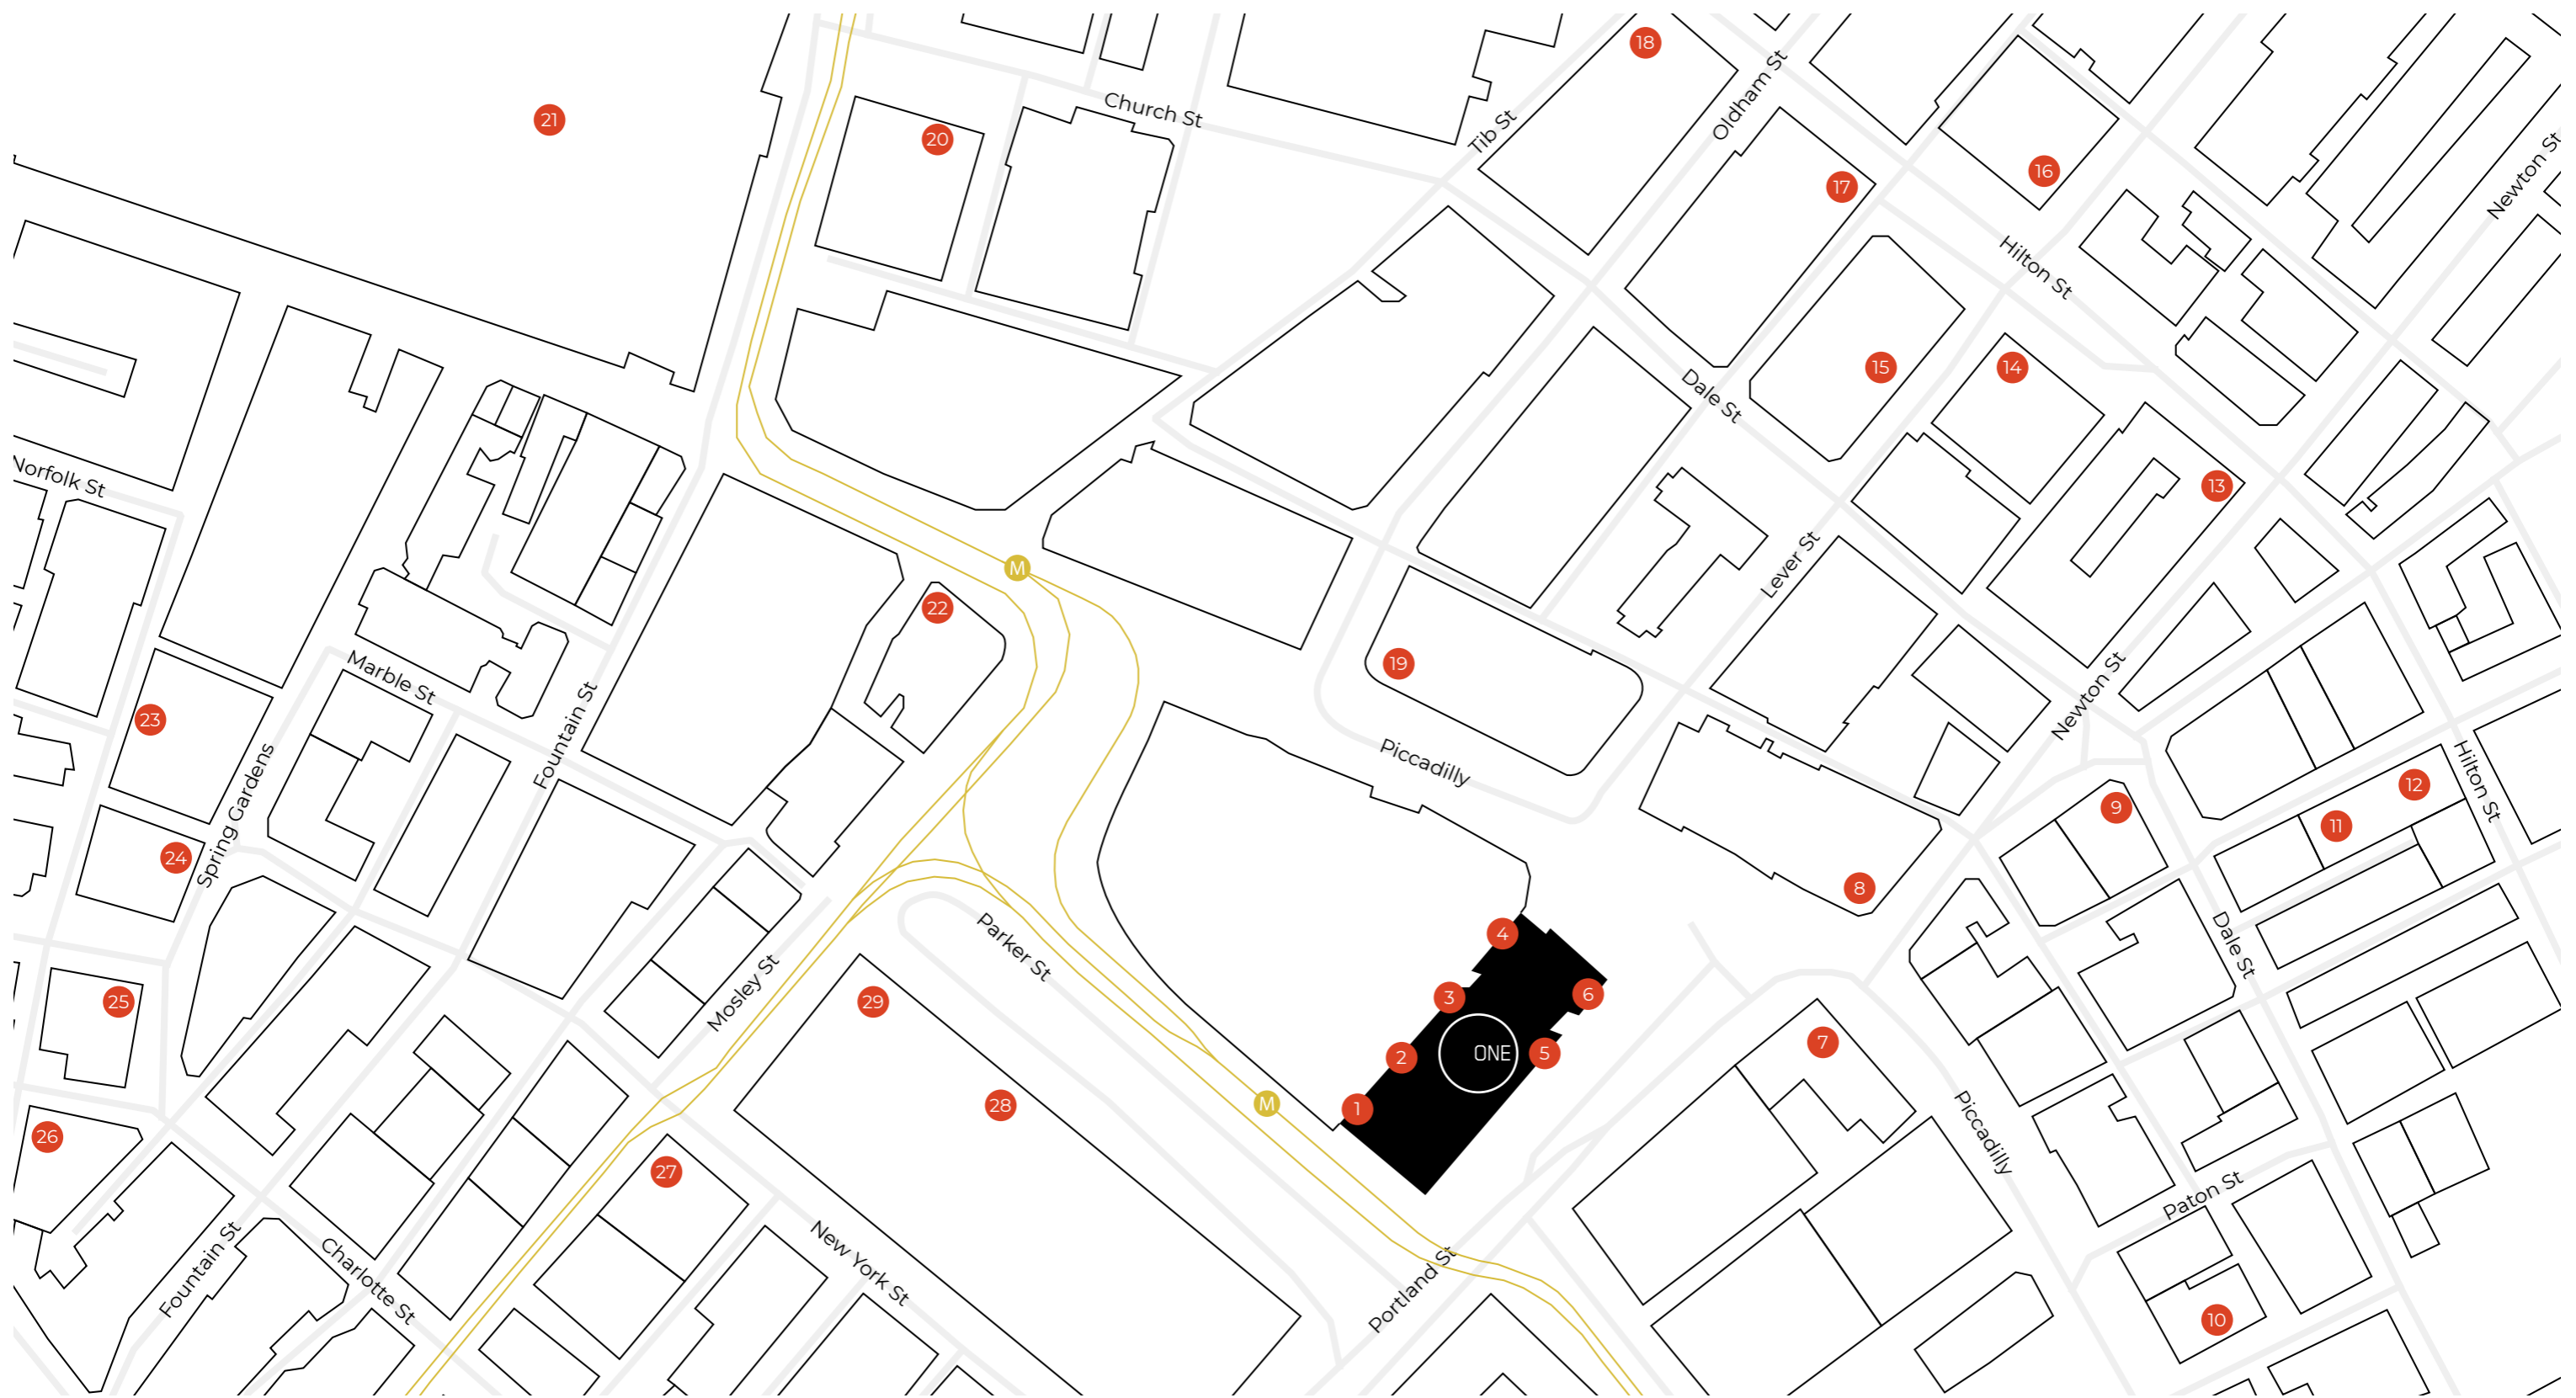 18
21
20
Church St
Tib St
Oldham St
17
16
Newton St
Hilton St
14
15
Dale St
Norfolk St
13
M
Lever St
22
19
Marble St
Fountain St
23
Newton St
Piccadilly
Hilton St
Spring Gardens
24
12
9
11
8
Parker St
4
Dale St
Mosley St
25
29
3
6
7
2
ONE
5
28
M
1
26
27
Piccadilly
Paton St
Fountain St
Charlotte St
New York St
Portland St
10